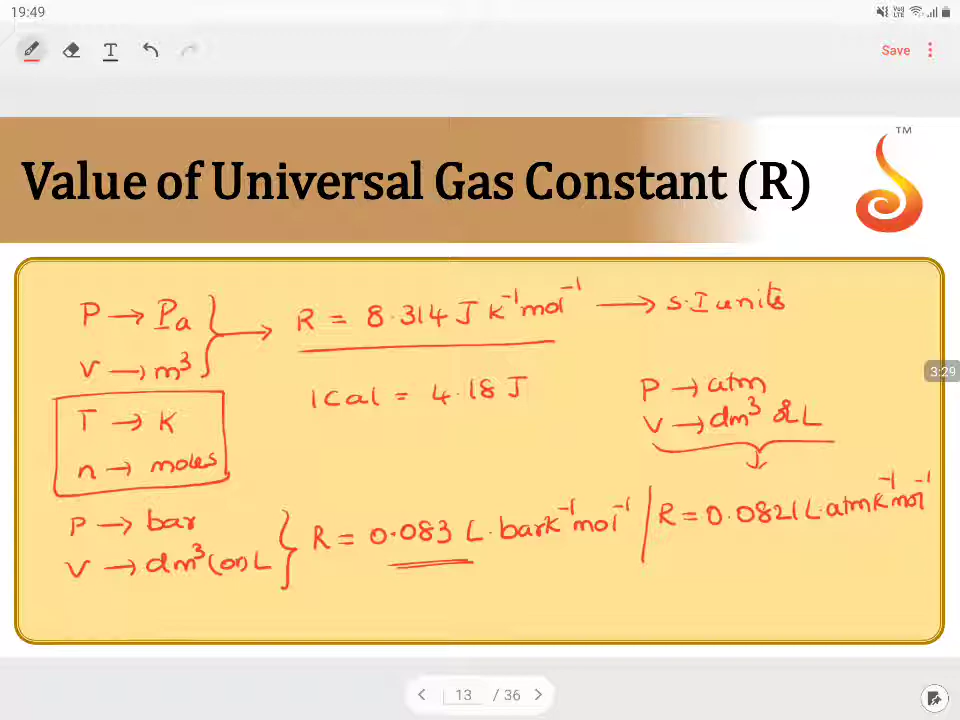 19:49
T
Save
TM
Value of Universal Gas Constant (R)
P → Pa
V → m³
R = 8.314 J K⁻¹ mol⁻¹ → S.I units
T → K
n → moles
1 Cal = 4.18 J
P → atm
V → dm³ & L
3:29
P → bar
V → dm³ (or) L
R = 0.083 L. bar K⁻¹ mol⁻¹
R = 0.0821 L. atm K⁻¹ mol⁻¹
< 13 / 36 >